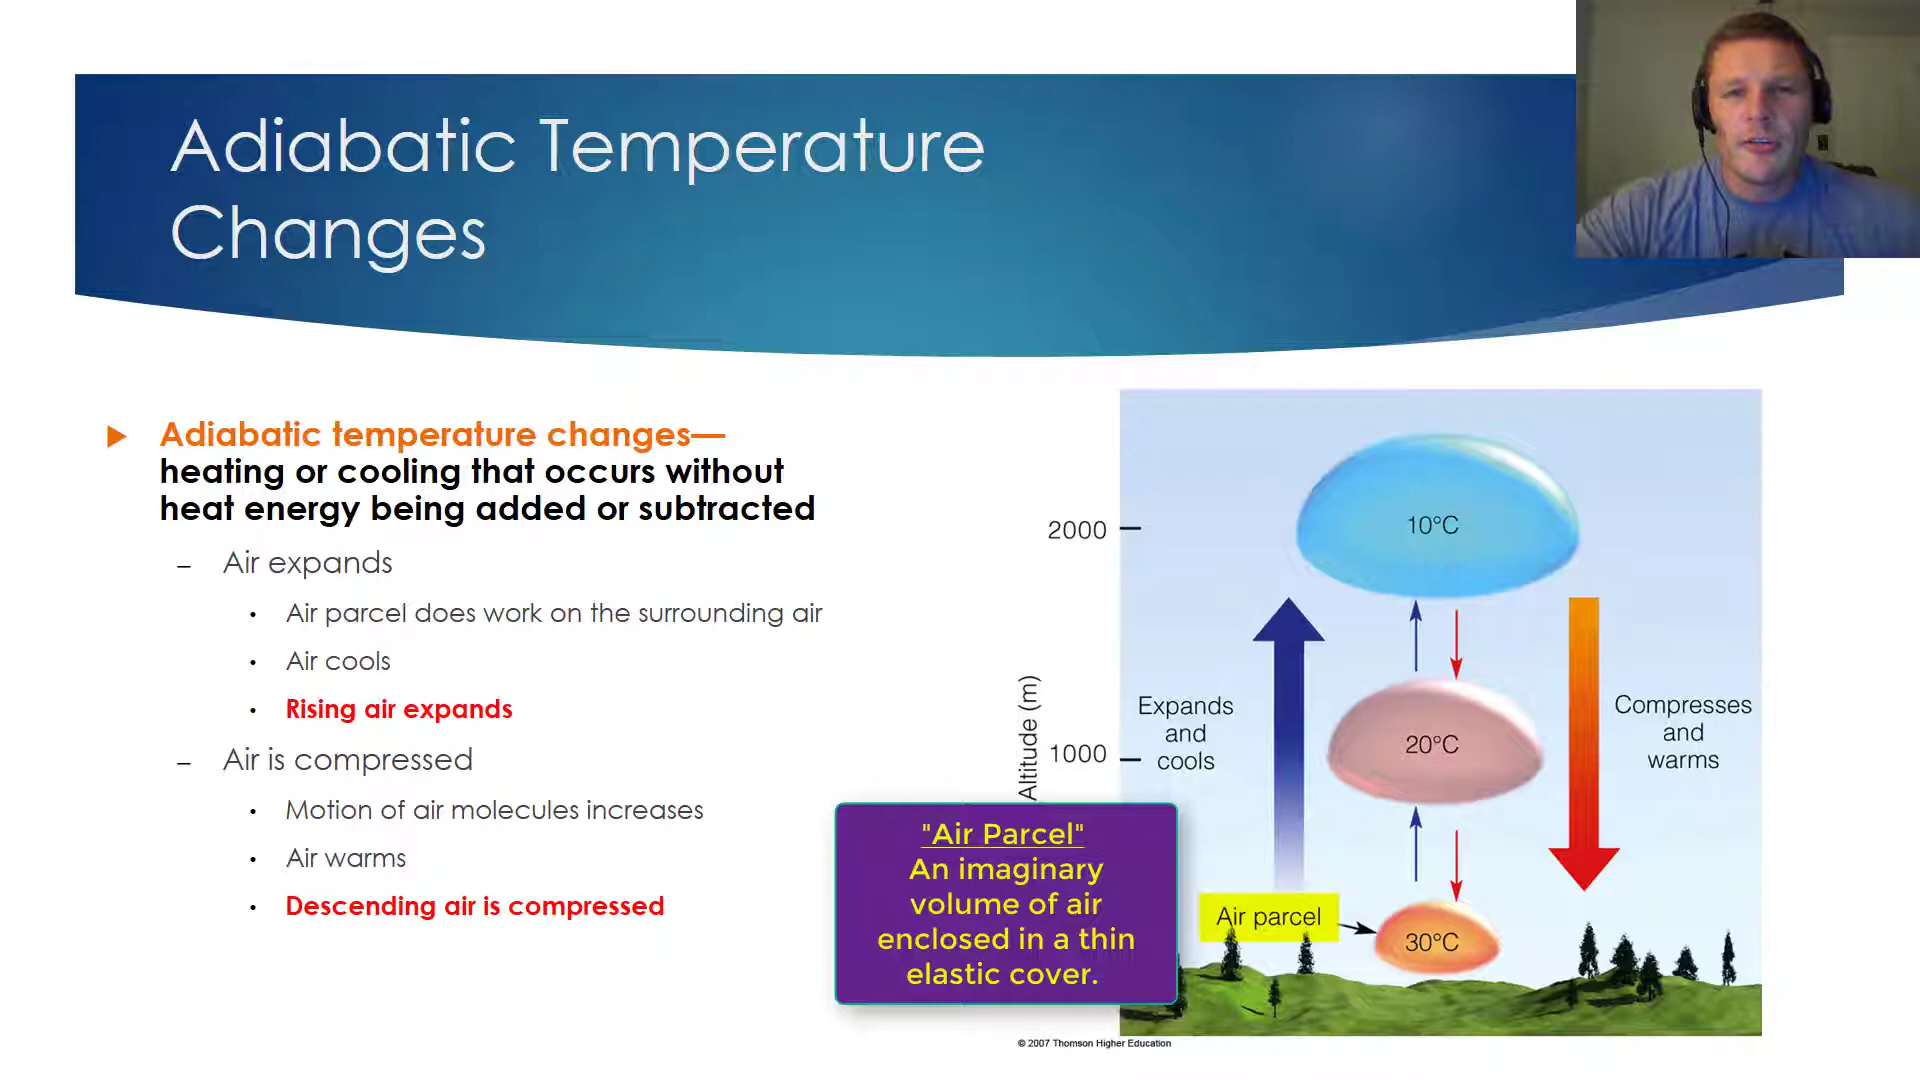 Adiabatic Temperature
Changes
Adiabatic temperature changes—
heating or cooling that occurs without
heat energy being added or subtracted
– Air expands
• Air parcel does work on the surrounding air
• Air cools
• Rising air expands
– Air is compressed
• Motion of air molecules increases
• Air warms
• Descending air is compressed
2000
10°C
Altitude (m)
1000
Expands
and
cools
20°C
Compresses
and
warms
"Air Parcel"
An imaginary
volume of air
enclosed in a thin
elastic cover.
Air parcel
30°C
© 2007 Thomson Higher Education